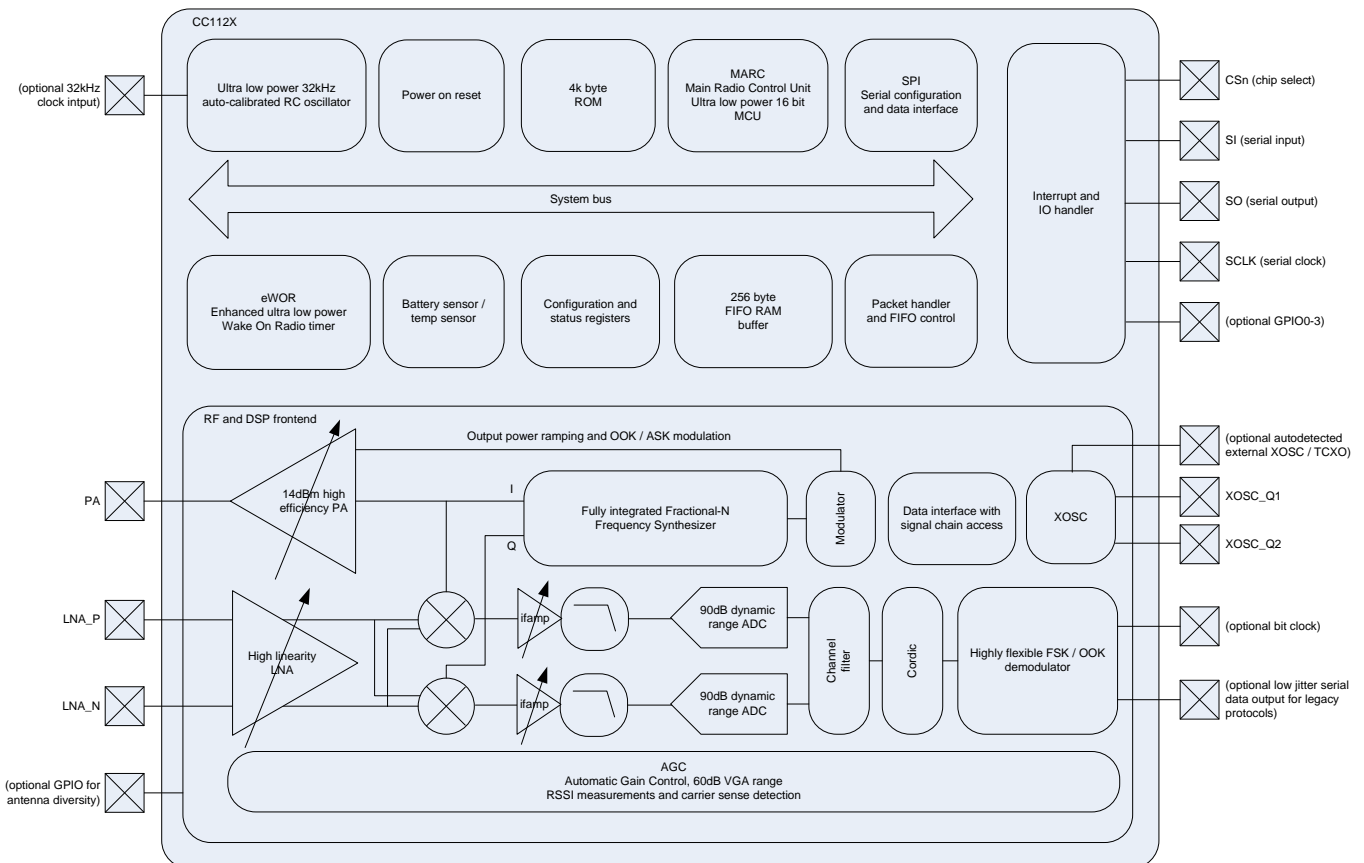 CC112X
(optional 32kHz
clock intput)
Ultra low power 32kHz
auto-calibrated RC oscillator
Power on reset
4k byte
ROM
MARC
Main Radio Control Unit
Ultra low power 16 bit
MCU
SPI
Serial configuration
and data interface
Interrupt and
IO handler
CSn (chip select)
SI (serial input)
SO (serial output)
SCLK (serial clock)
(optional GPIO0-3)
System bus
eWOR
Enhanced ultra low power
Wake On Radio timer
Battery sensor /
temp sensor
Configuration and
status registers
256 byte
FIFO RAM
buffer
Packet handler
and FIFO control
RF and DSP frontend
Output power ramping and OOK / ASK modulation
PA
14dBm high
efficiency PA
I
Q
Fully integrated Fractional-N
Frequency Synthesizer
Modulator
Data interface with
signal chain access
XOSC
(optional autodetected
external XOSC / TCXO)
XOSC_Q1
XOSC_Q2
LNA_P
LNA_N
High linearity
LNA
ifamp
90dB dynamic
range ADC
ifamp
90dB dynamic
range ADC
Channel
filter
Cordic
Highly flexible FSK / OOK
demodulator
(optional bit clock)
(optional low jitter serial
data output for legacy
protocols)
(optional GPIO for
antenna diversity)
AGC
Automatic Gain Control, 60dB VGA range
RSSI measurements and carrier sense detection